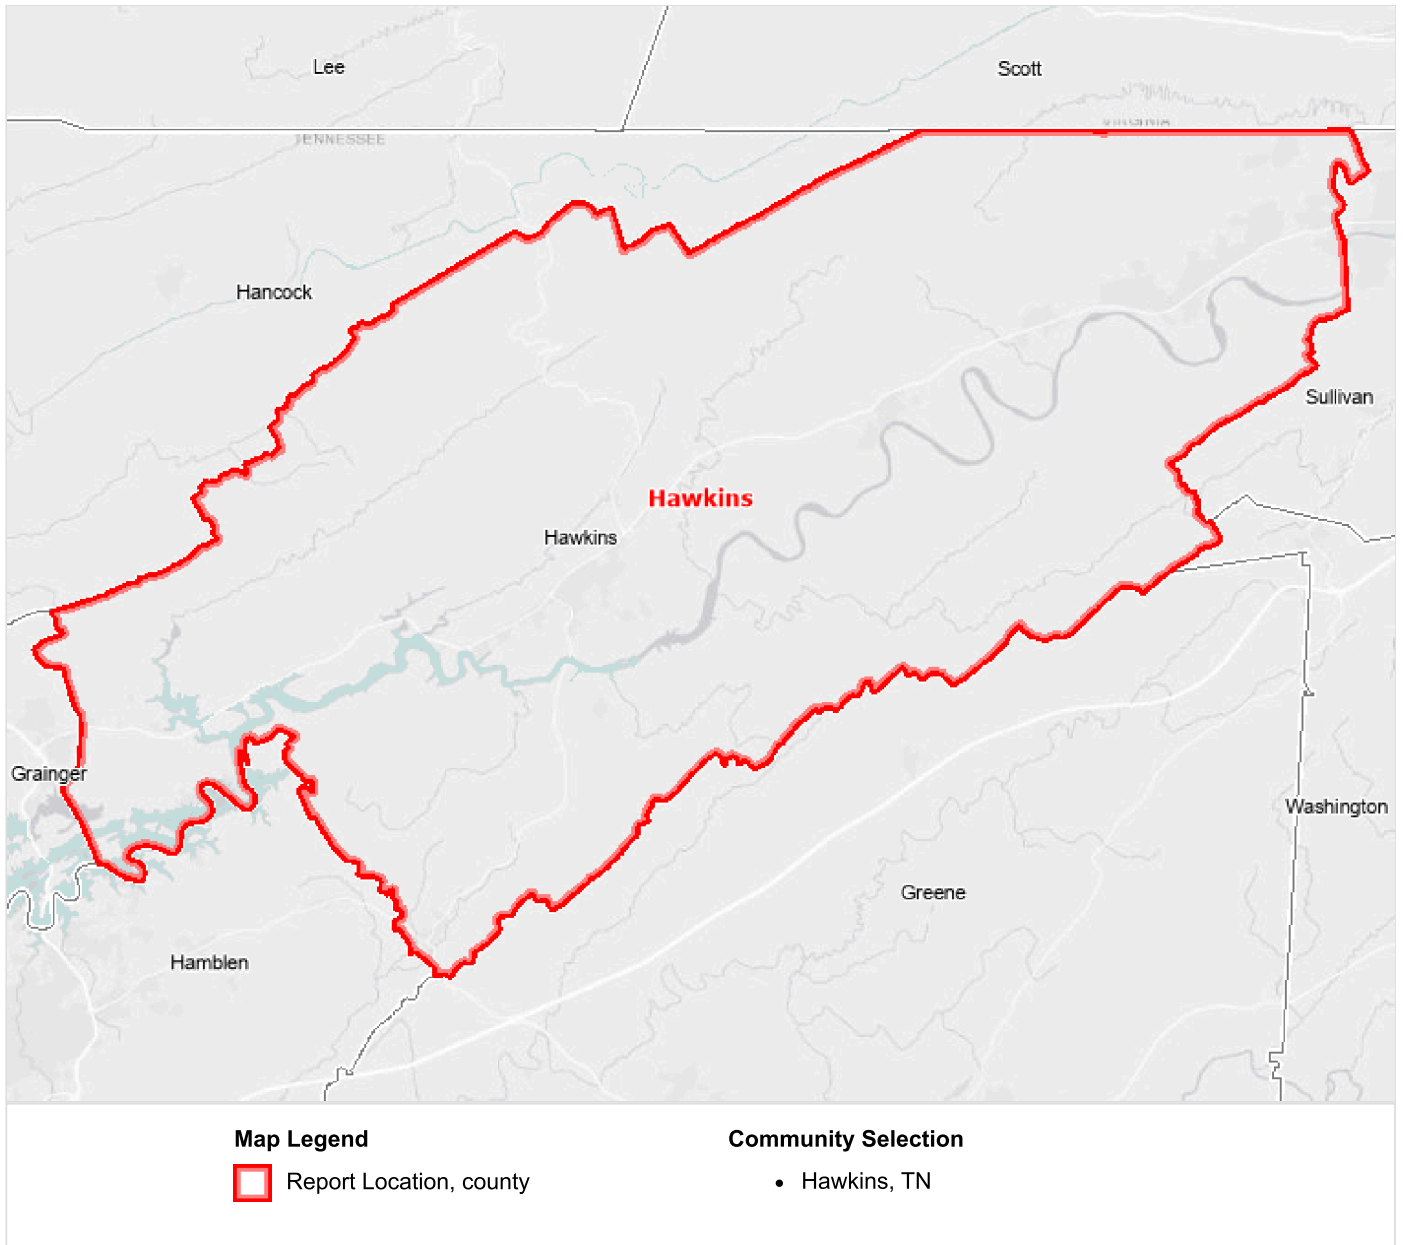 Lee
Scott
VIRGINIA
TENNESSEE
Hancock
Sullivan
Hawkins
Hawkins
Grainger
Washington
Greene
Hamblen
Map Legend
Community Selection
Report Location, county
• Hawkins, TN